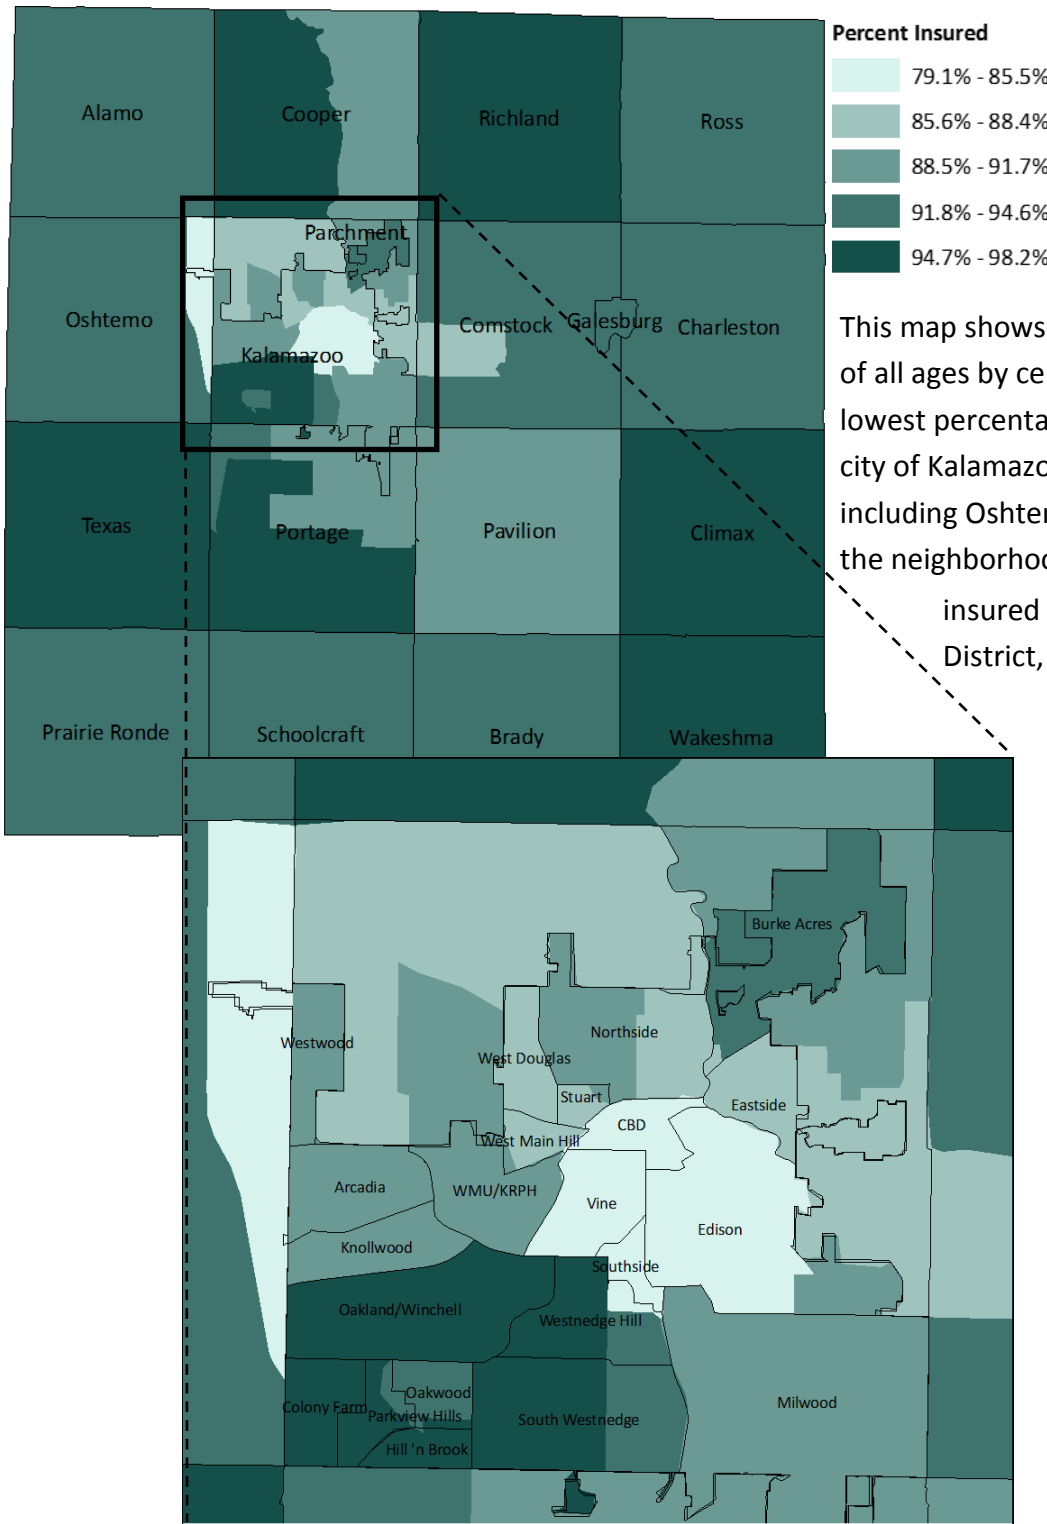 Percent Insured
79.1% - 85.5%
85.6% - 88.4%
88.5% - 91.7%
91.8% - 94.6%
94.7% - 98.2%
Alamo
Cooper
Richland
Ross
Parchment
Oshtemo
Kalamazoo
Comstock
Galesburg
Charleston
Texas
Portage
Pavilion
Climax
Prairie Ronde
Schoolcraft
Brady
Wakeshma
This map shows
of all ages by ce
lowest percenta
city of Kalamazo
including Oshter
the neighborhoo
insured
District,
Burke Acres
Westwood
West Douglas
Northside
Stuart
Eastside
CBD
West Main Hill
Arcadia
WMU/KRPH
Vine
Edison
Knollwood
Southside
Oakland/Winchell
Westnedge Hill
Oakwood
Colony Farm
Parkview Hills
South Westnedge
Milwood
Hill 'n Brook